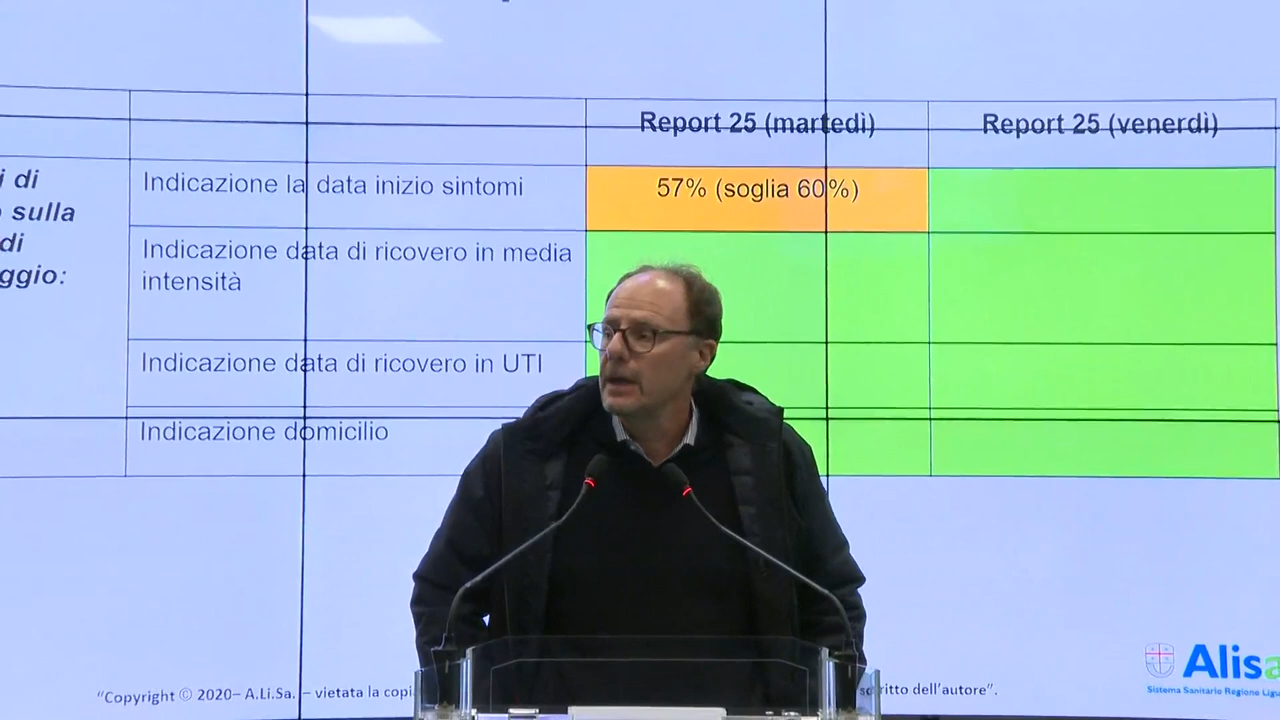 Report 25 (martedì)
Report 25 (venerdì)
i di
sulla
di
ggio:
Indicazione la data inizio sintomi
57% (soglia 60%)
Indicazione data di ricovero in media
intensità
Indicazione data di ricovero in UTI
Indicazione domicilio
"Copyright © 2020– A.Li.Sa. – vietata la copi
ritto dell'autore".
Alisa
Sistema Sanitario Regione Ligu